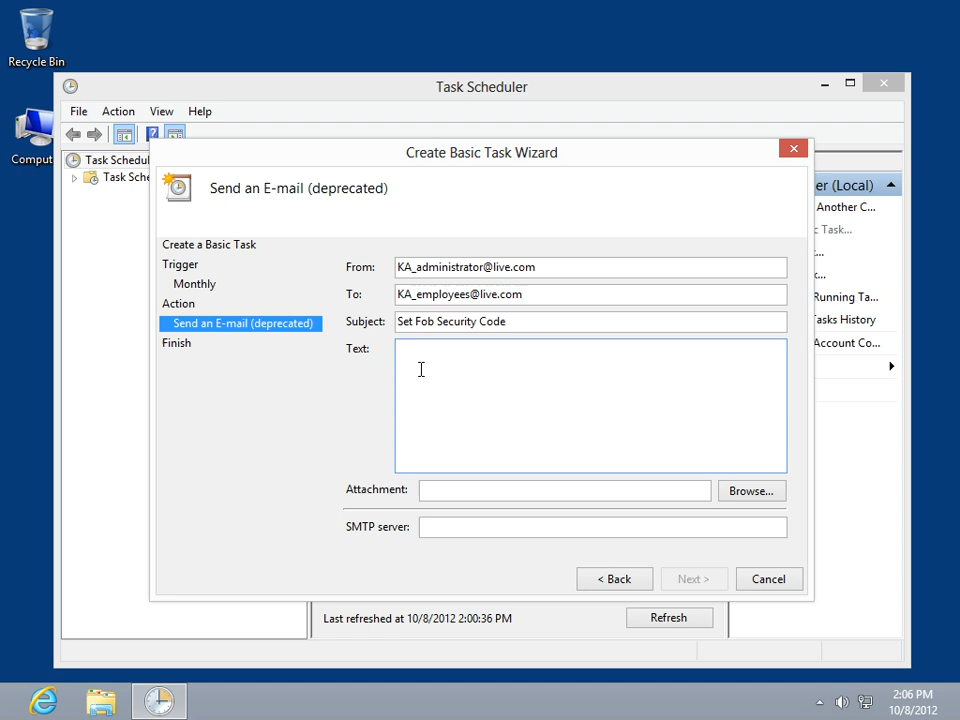 Recycle Bin
Comput
Task Scheduler
File Action View Help
Task Schedul
Task Sche
Create Basic Task Wizard
Send an E-mail (deprecated)
Create a Basic Task
Trigger
Monthly
Action
Send an E-mail (deprecated)
Finish
From: KA_administrator@live.com
To: KA_employees@live.com
Subject: Set Fob Security Code
Text:
Attachment: Browse...
SMTP server:
< Back Next > Cancel
er (Local)
Another C...
c Task...
...
...
Running Ta...
asks History
Account Co...
Last refreshed at 10/8/2012 2:00:36 PM Refresh
2:06 PM
10/8/2012